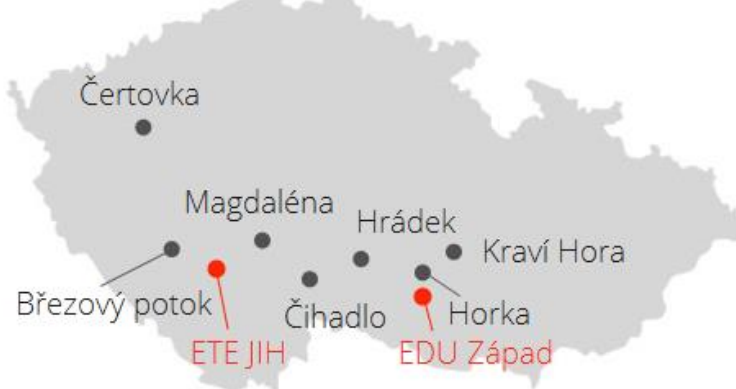 Čertovka
Magdaléna
Hrádek
Kraví Hora
Březový potok
Čihadlo
Horka
ETE JIH
EDU Západ